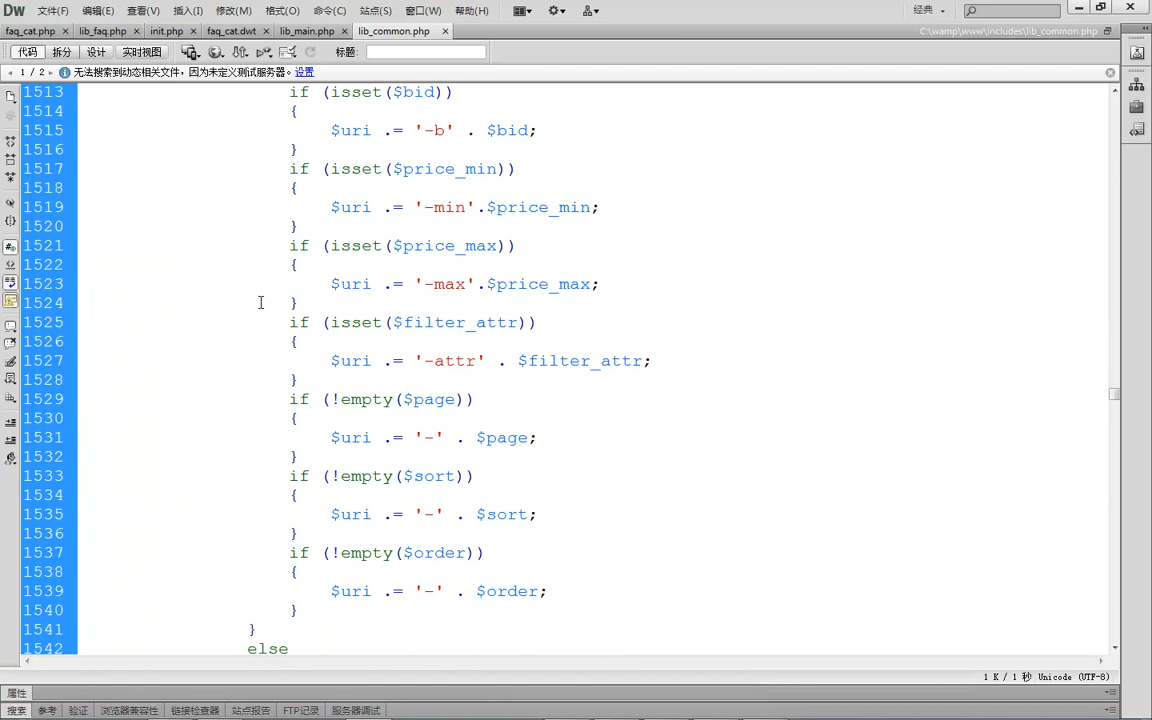 Dw 文件(F) 编辑(E) 查看(V) 插入(I) 修改(M) 格式(O) 命令(C) 站点(S) 窗口(W) 帮助(H) 经典
faq_cat.php × lib_faq.php × init.php × faq_cat.dwt × lib_main.php × lib_common.php × C:\wamp\www\includes\lib_common.php
代码 拆分 设计 实时视图 标题:
1 / 2 无法搜索到动态相关文件，因为未定义测试服务器。 设置
1513 if (isset($bid))
1514 {
1515 $uri .= '-b' . $bid;
1516 }
1517 if (isset($price_min))
1518 {
1519 $uri .= '-min'.$price_min;
1520 }
1521 if (isset($price_max))
1522 {
1523 $uri .= '-max'.$price_max;
1524 }
1525 if (isset($filter_attr))
1526 {
1527 $uri .= '-attr' . $filter_attr;
1528 }
1529 if (!empty($page))
1530 {
1531 $uri .= '-' . $page;
1532 }
1533 if (!empty($sort))
1534 {
1535 $uri .= '-' . $sort;
1536 }
1537 if (!empty($order))
1538 {
1539 $uri .= '-' . $order;
1540 }
1541 }
1542 else
1 K / 1 秒 Unicode (UTF-8)
属性
搜索 参考 验证 浏览器兼容性 链接检查器 站点报告 FTP记录 服务器调试